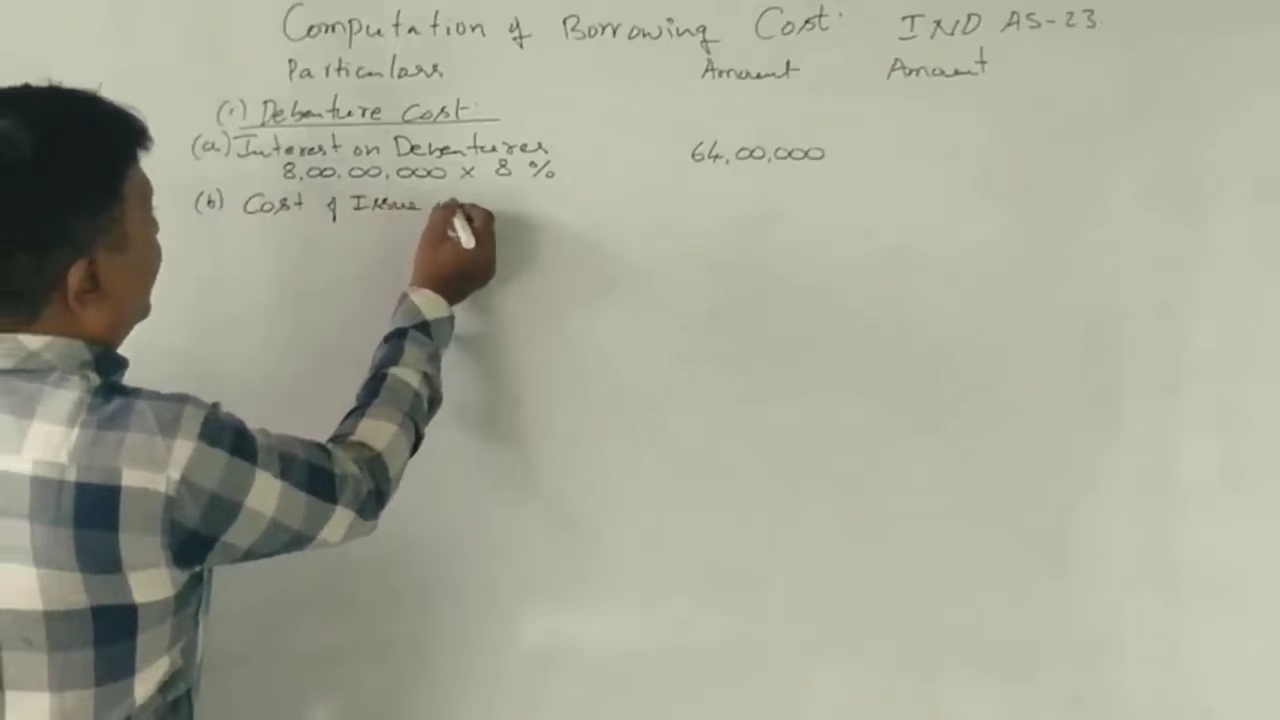 Computation of Borrowing Cost IND AS-23.
Particulars Amount Amount
(1) Debenture Cost
(a) Interest on Debentures 64,00,000
8,00,00,000 x 8 %
(b) Cost of Issue